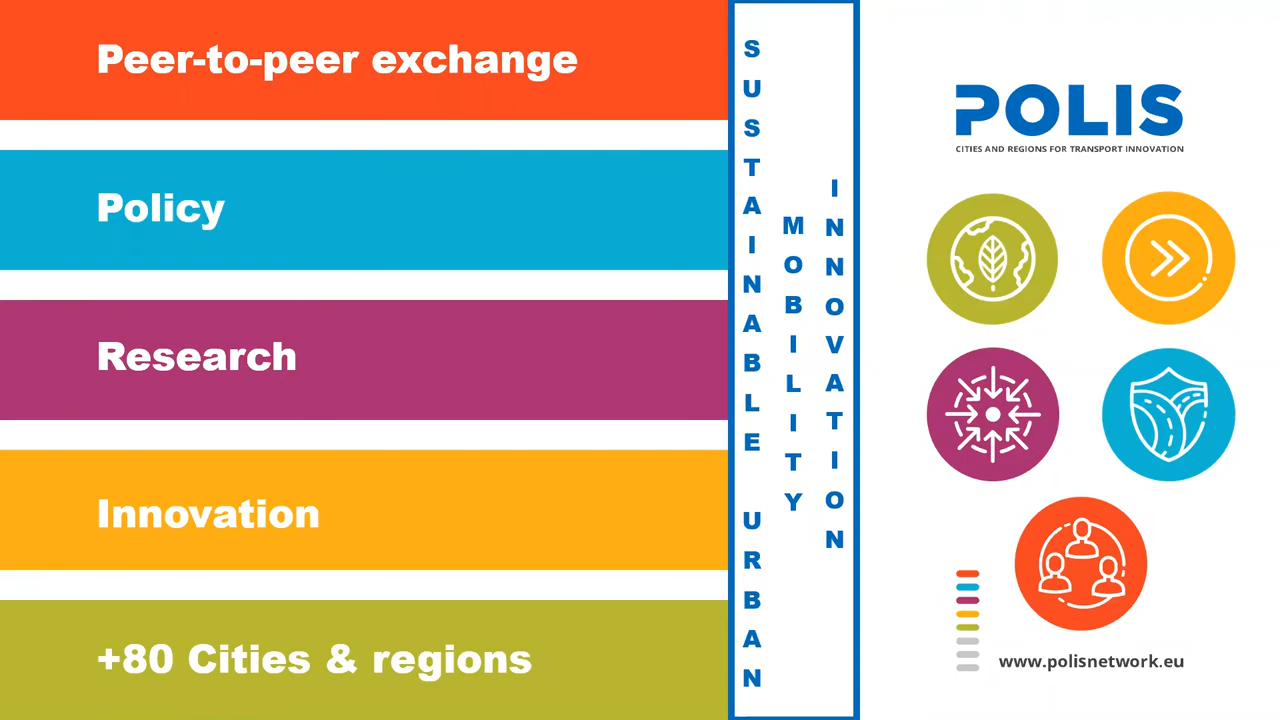 Peer-to-peer exchange
Policy
Research
Innovation
+80 Cities & regions
SUSTAINABLE URBAN
MOBILITY
INNOVATION
POLIS
CITIES AND REGIONS FOR TRANSPORT INNOVATION
www.polisnetwork.eu